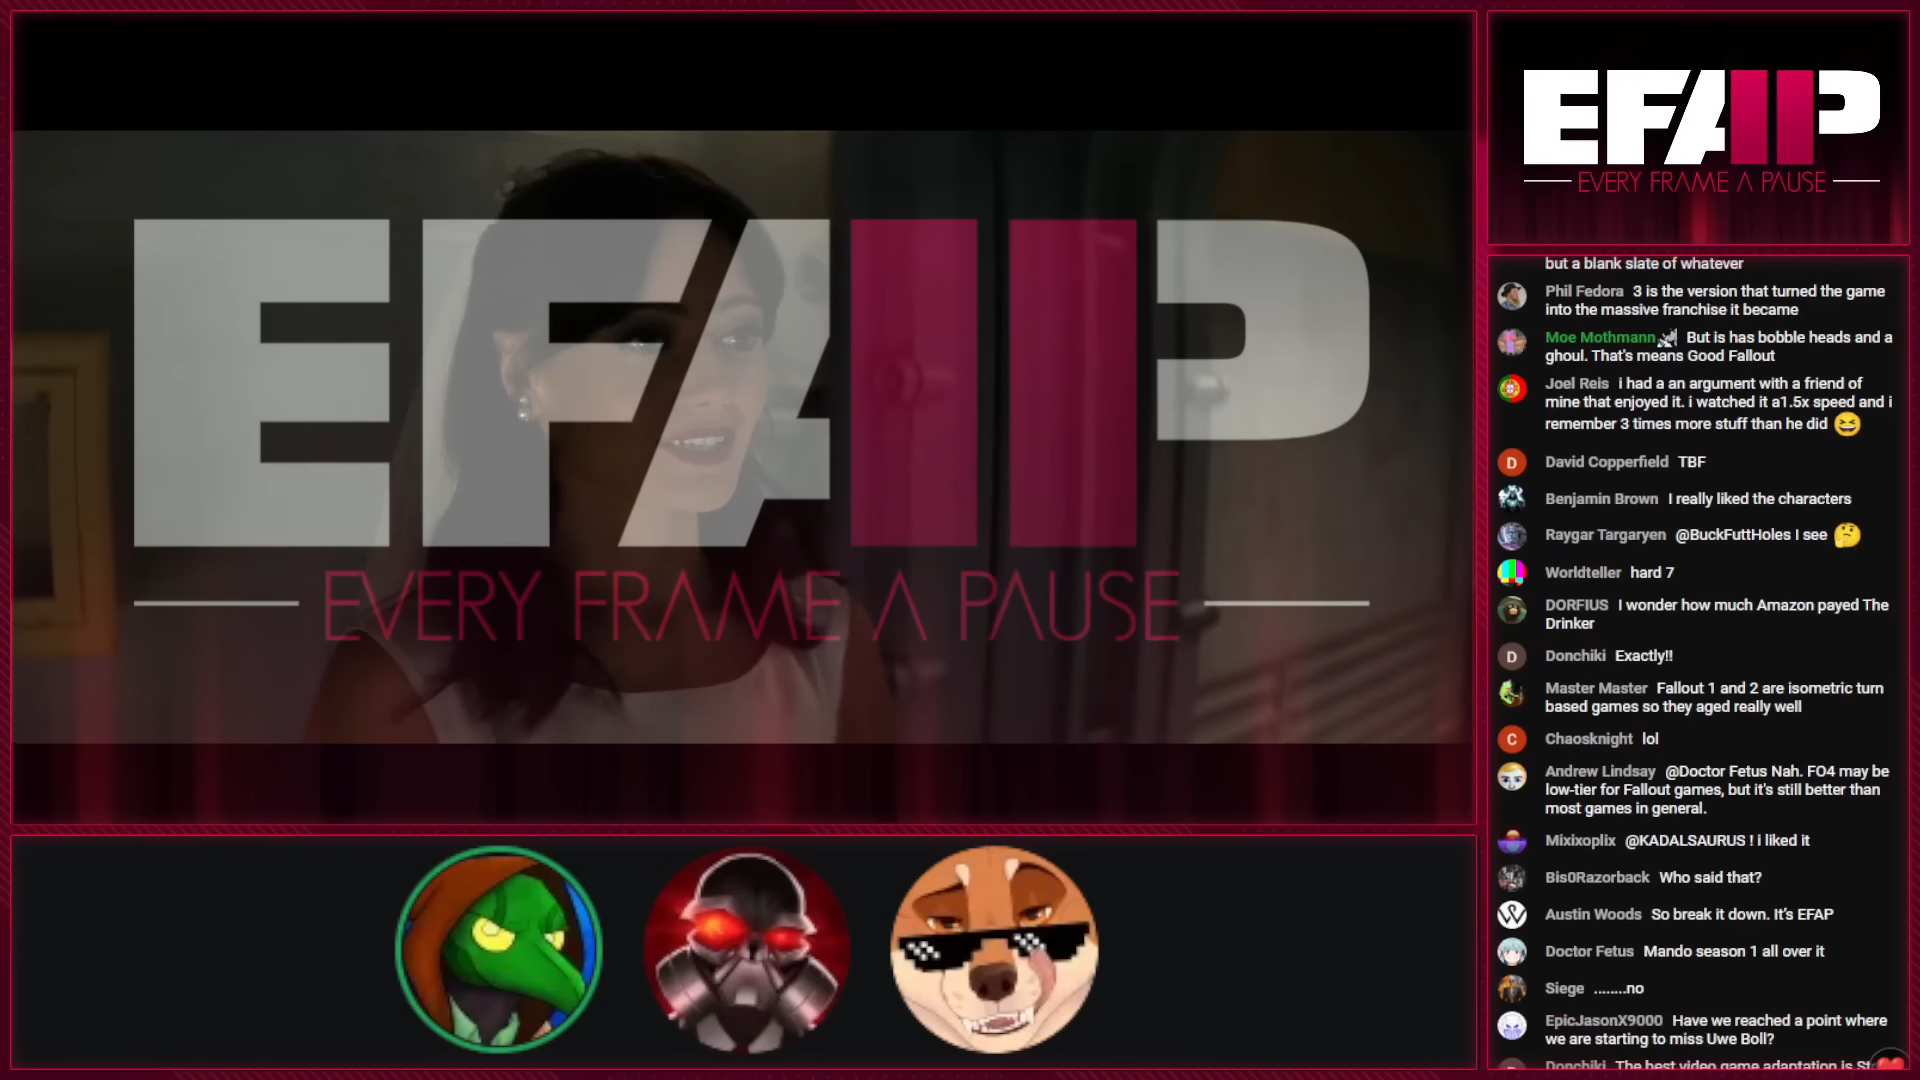 EFAP
EVERY FRAME A PAUSE
EFAP
EVERY FRAME A PAUSE
but a blank slate of whatever
Phil Fedora 3 is the version that turned the game
into the massive franchise it became
Moe Mothmann But is has bobble heads and a
ghoul. That's means Good Fallout
Joel Reis i had a an argument with a friend of
mine that enjoyed it. i watched it a1.5x speed and i
remember 3 times more stuff than he did 😆
D David Copperfield TBF
Benjamin Brown I really liked the characters
Raygar Targaryen @BuckFuttHoles I see 🤔
Worldteller hard 7
DORFIUS I wonder how much Amazon payed The
Drinker
D Donchiki Exactly!!
Master Master Fallout 1 and 2 are isometric turn
based games so they aged really well
C Chaosknight lol
Andrew Lindsay @Doctor Fetus Nah. FO4 may be
low-tier for Fallout games, but it's still better than
most games in general.
Mixixoplix @KADALSAURUS ! i liked it
Bis0Razorback Who said that?
Austin Woods So break it down. It's EFAP
Doctor Fetus Mando season 1 all over it
Siege ........no
EpicJasonX9000 Have we reached a point where
we are starting to miss Uwe Boll?
Donchiki The best video game adaptation is